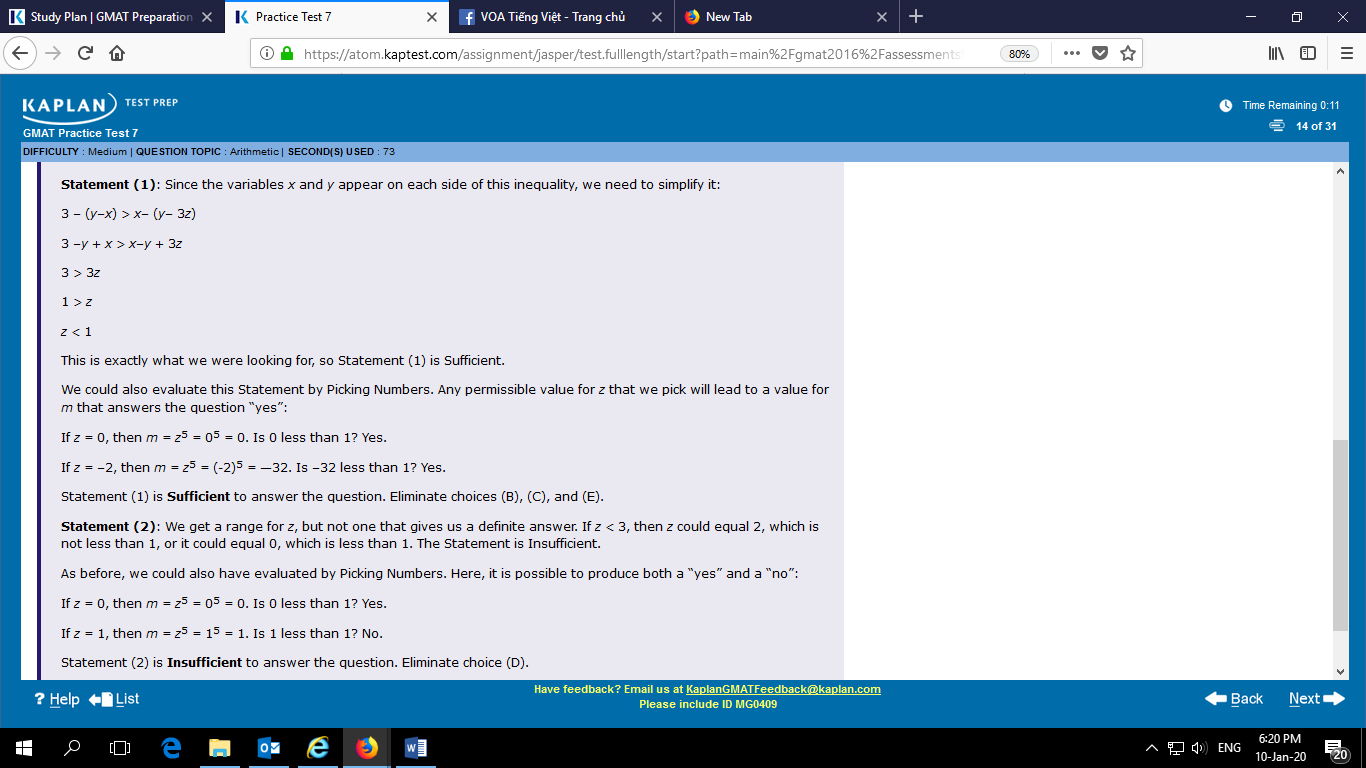 Study Plan | GMAT Preparation
Practice Test 7
VOA Tiếng Việt - Trang chủ
New Tab
https://atom.kaptest.com/assignment/jasper/test.fulllength/start?path=main%2Fgmat2016%2Fassessments
80%
KAPLAN TEST PREP
Time Remaining 0:11
GMAT Practice Test 7
14 of 31
DIFFICULTY : Medium | QUESTION TOPIC : Arithmetic | SECOND(S) USED : 73
Statement (1): Since the variables x and y appear on each side of this inequality, we need to simplify it:
3 – (y–x) > x– (y– 3z)
3 –y + x > x–y + 3z
3 > 3z
1 > z
z < 1
This is exactly what we were looking for, so Statement (1) is Sufficient.
We could also evaluate this Statement by Picking Numbers. Any permissible value for z that we pick will lead to a value for
m that answers the question “yes”:
If z = 0, then m = z⁵ = 0⁵ = 0. Is 0 less than 1? Yes.
If z = –2, then m = z⁵ = (-2)⁵ = —32. Is –32 less than 1? Yes.
Statement (1) is Sufficient to answer the question. Eliminate choices (B), (C), and (E).
Statement (2): We get a range for z, but not one that gives us a definite answer. If z < 3, then z could equal 2, which is
not less than 1, or it could equal 0, which is less than 1. The Statement is Insufficient.
As before, we could also have evaluated by Picking Numbers. Here, it is possible to produce both a “yes” and a “no”:
If z = 0, then m = z⁵ = 0⁵ = 0. Is 0 less than 1? Yes.
If z = 1, then m = z⁵ = 1⁵ = 1. Is 1 less than 1? No.
Statement (2) is Insufficient to answer the question. Eliminate choice (D).
? Help List
Have feedback? Email us at KaplanGMATFeedback@kaplan.com
Please include ID MG0409
Back Next
ENG
6:20 PM
10-Jan-20
20